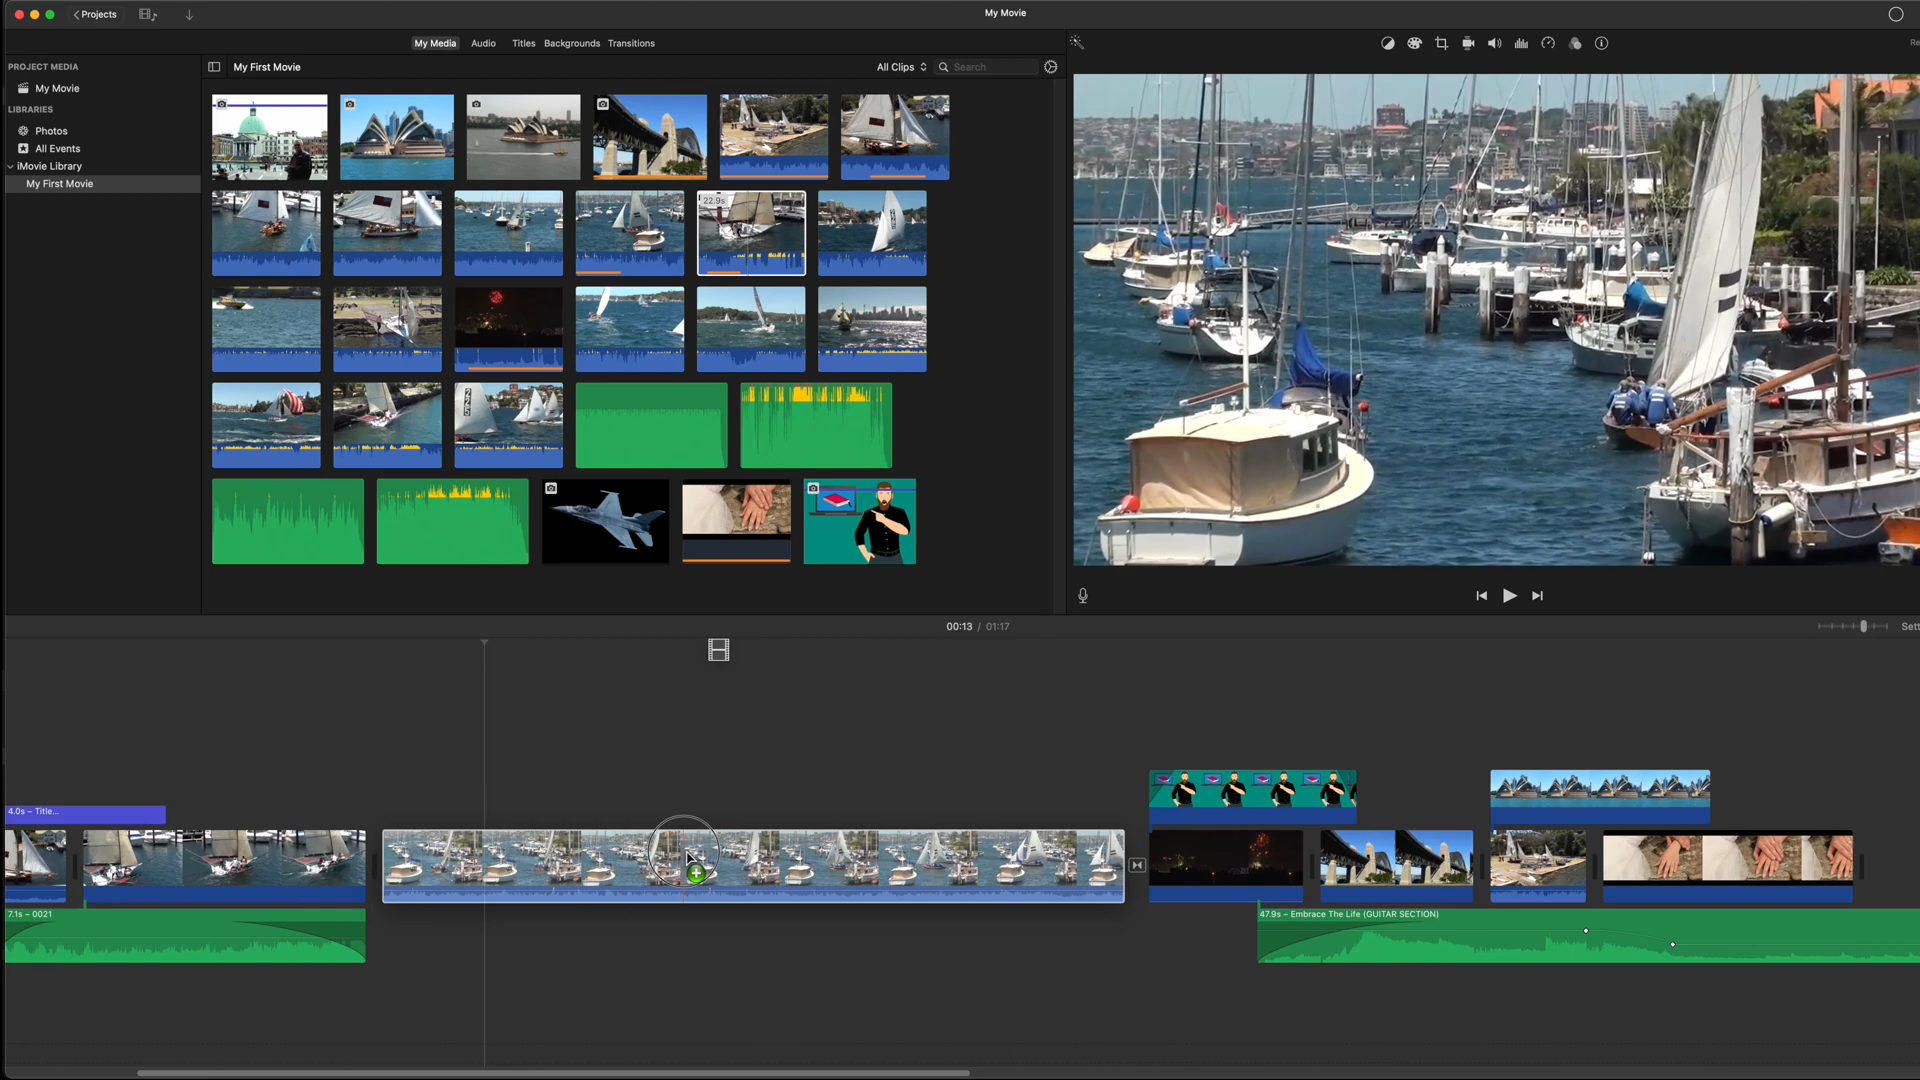 Projects
My Movie
My Media
Audio
Titles
Backgrounds
Transitions
PROJECT MEDIA
My Movie
LIBRARIES
Photos
All Events
iMovie Library
My First Movie
My First Movie
All Clips
Search
Re
22.9s
00:13 / 01:17
Sett
4.0s – Title...
7.1s – 0021
47.9s – Embrace The Life (GUITAR SECTION)